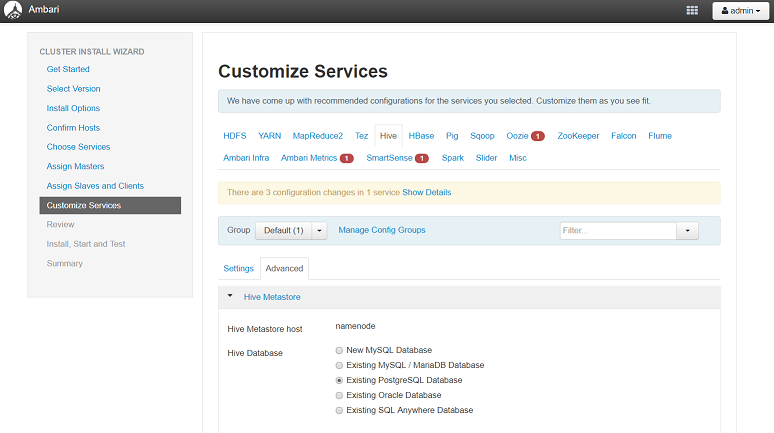 Ambari
admin
CLUSTER INSTALL WIZARD
Get Started
Select Version
Install Options
Confirm Hosts
Choose Services
Assign Masters
Assign Slaves and Clients
Customize Services
Review
Install, Start and Test
Summary
Customize Services
We have come up with recommended configurations for the services you selected. Customize them as you see fit.
HDFS YARN MapReduce2 Tez Hive HBase Pig Sqoop Oozie 1 ZooKeeper Falcon Flume
Ambari Infra Ambari Metrics 1 SmartSense 1 Spark Slider Misc
There are 3 configuration changes in 1 service Show Details
Group Default (1) Manage Config Groups Filter...
Settings Advanced
Hive Metastore
Hive Metastore host namenode
Hive Database New MySQL Database
Existing MySQL / MariaDB Database
Existing PostgreSQL Database
Existing Oracle Database
Existing SQL Anywhere Database